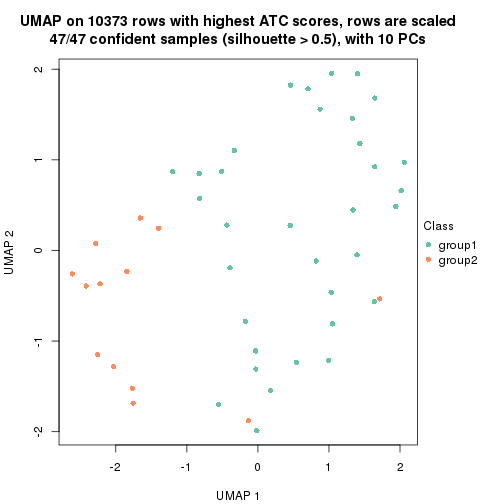 UMAP on 10373 rows with highest ATC scores, rows are scaled
47/47 confident samples (silhouette > 0.5), with 10 PCs
2
1
0
-1
-2
UMAP 2
-2
-1
0
1
2
UMAP 1
Class
group1
group2